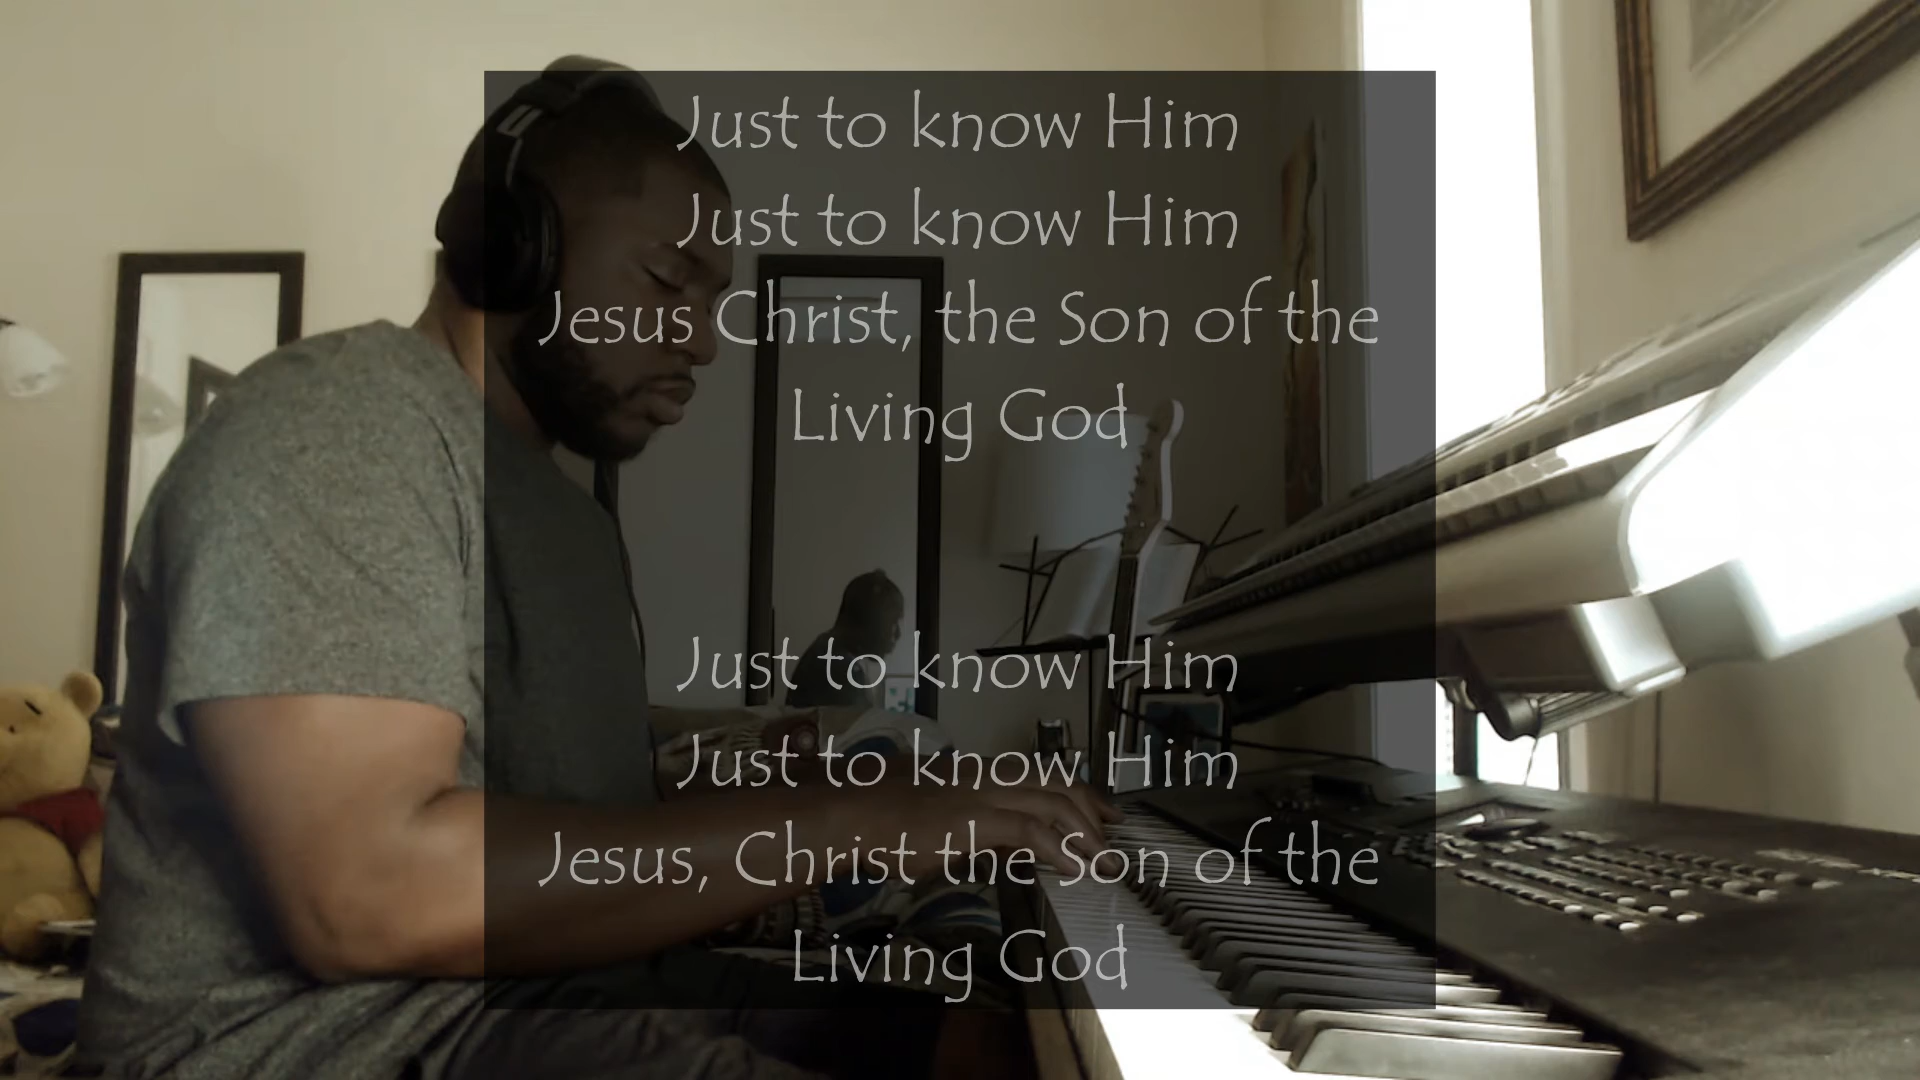 Just to know Him
Just to know Him
Jesus Christ, the Son of the
Living God
Just to know Him
Just to know Him
Jesus, Christ the Son of the
Living God